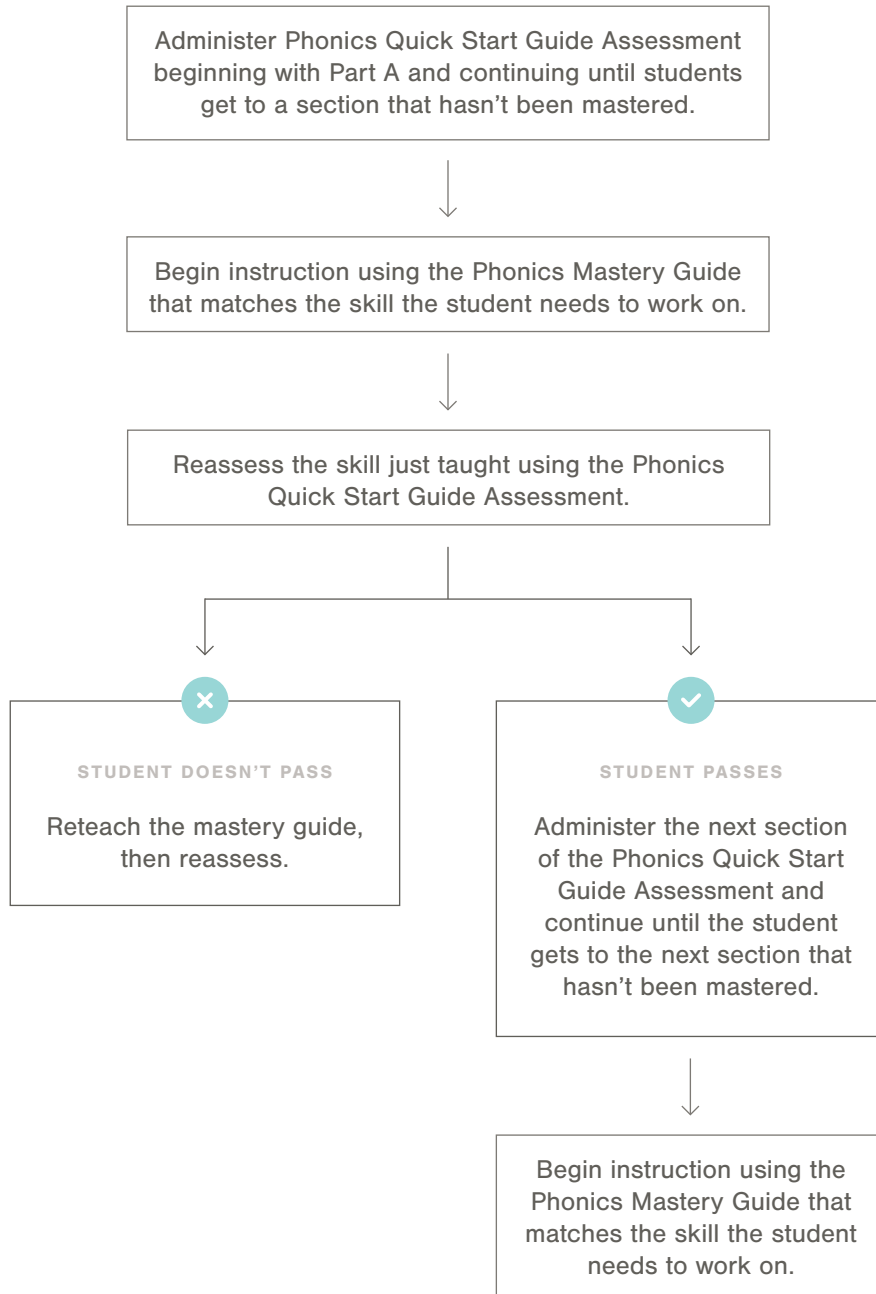 Administer Phonics Quick Start Guide Assessment
beginning with Part A and continuing until students
get to a section that hasn't been mastered.
Begin instruction using the Phonics Mastery Guide
that matches the skill the student needs to work on.
Reassess the skill just taught using the Phonics
Quick Start Guide Assessment.
STUDENT DOESN'T PASS
Reteach the mastery guide,
then reassess.
STUDENT PASSES
Administer the next section
of the Phonics Quick Start
Guide Assessment and
continue until the student
gets to the next section that
hasn't been mastered.
Begin instruction using the
Phonics Mastery Guide that
matches the skill the student
needs to work on.